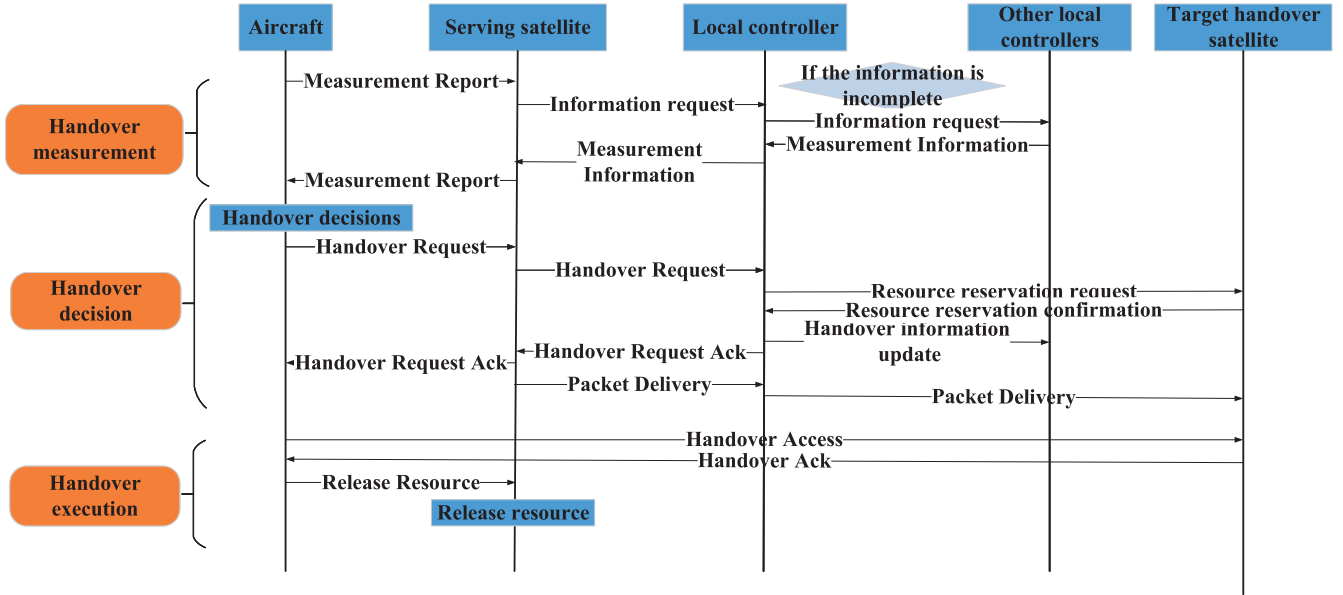 Aircraft
Serving satellite
Local controller
Other local
controllers
Target handover
satellite
Measurement Report
If the information is
incomplete
Information request
Information request
Handover
measurement
Measurement Information
Measurement
Information
Measurement Report
Handover decisions
Handover Request
Handover Request
Handover
decision
Resource reservation request
Resource reservation confirmation
Handover information
update
Handover Request Ack
Handover Request Ack
Packet Delivery
Packet Delivery
Handover Access
Handover Ack
Handover
execution
Release Resource
Release resource